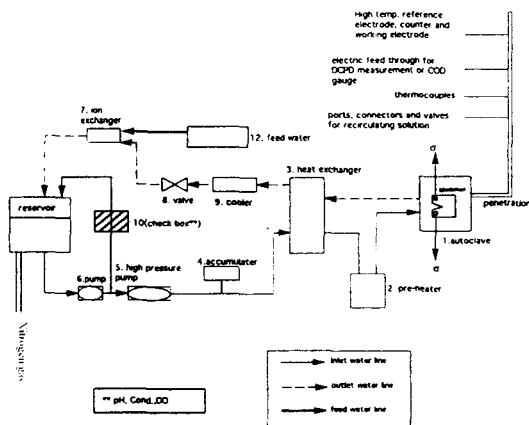 High temp. reference
electrode, counter and
working electrode
electric feed through for
DCPD measurement or COD
gauge
thermocouples
ports, connectors and valves
for recirculating solution
7. ion
exchanger
12. feed water
3. heat exchanger
σ
specimen
penetration
8. valve
9. cooler
reservoir
10(check box**)
1.autoclave
σ
4.accumulater
5. high pressure
pump
6.pump
2 pre-heater
Nitrogen gas
inlet water line
outlet water line
feed water line
** pH, Cond.,DO